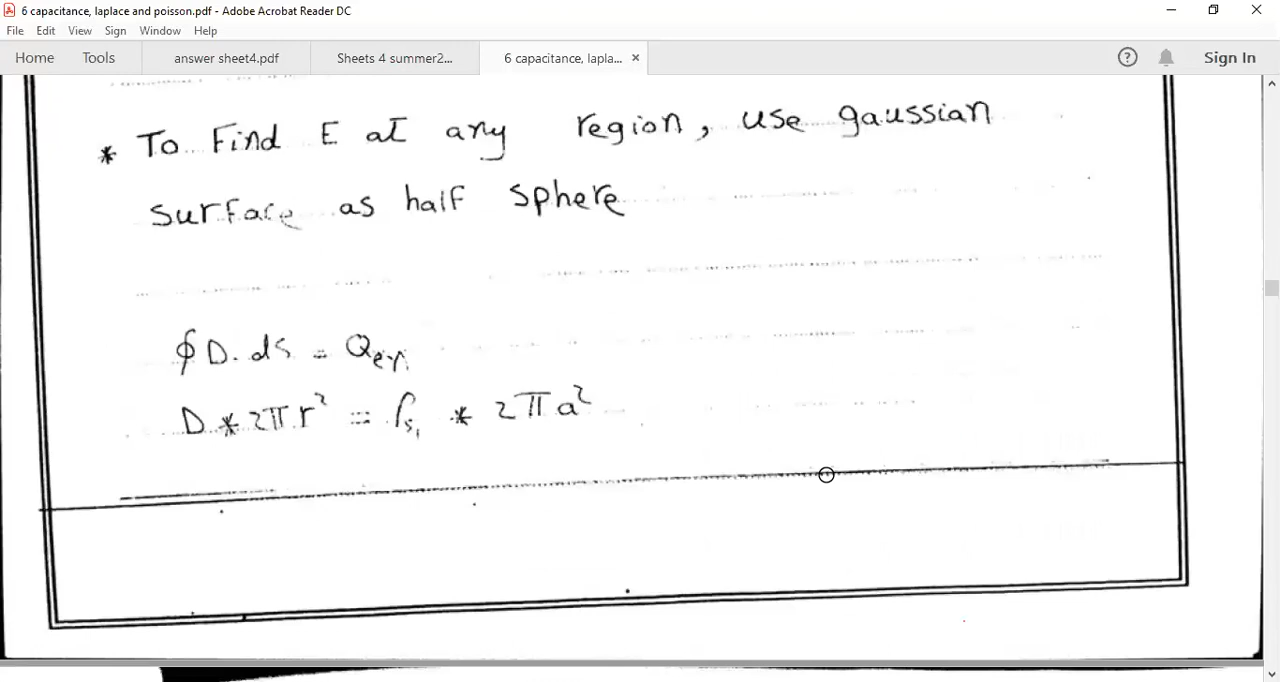 6 capacitance, laplace and poisson.pdf - Adobe Acrobat Reader DC
File Edit View Sign Window Help
Home Tools answer sheet4.pdf Sheets 4 summr2... 6 capacitance, lapla... × ? Sign In
* To Find E at any region, use gaussian
surface as half sphere
∮ D. ds = Qen
D * 2π r² = ρs₁ * 2π a²